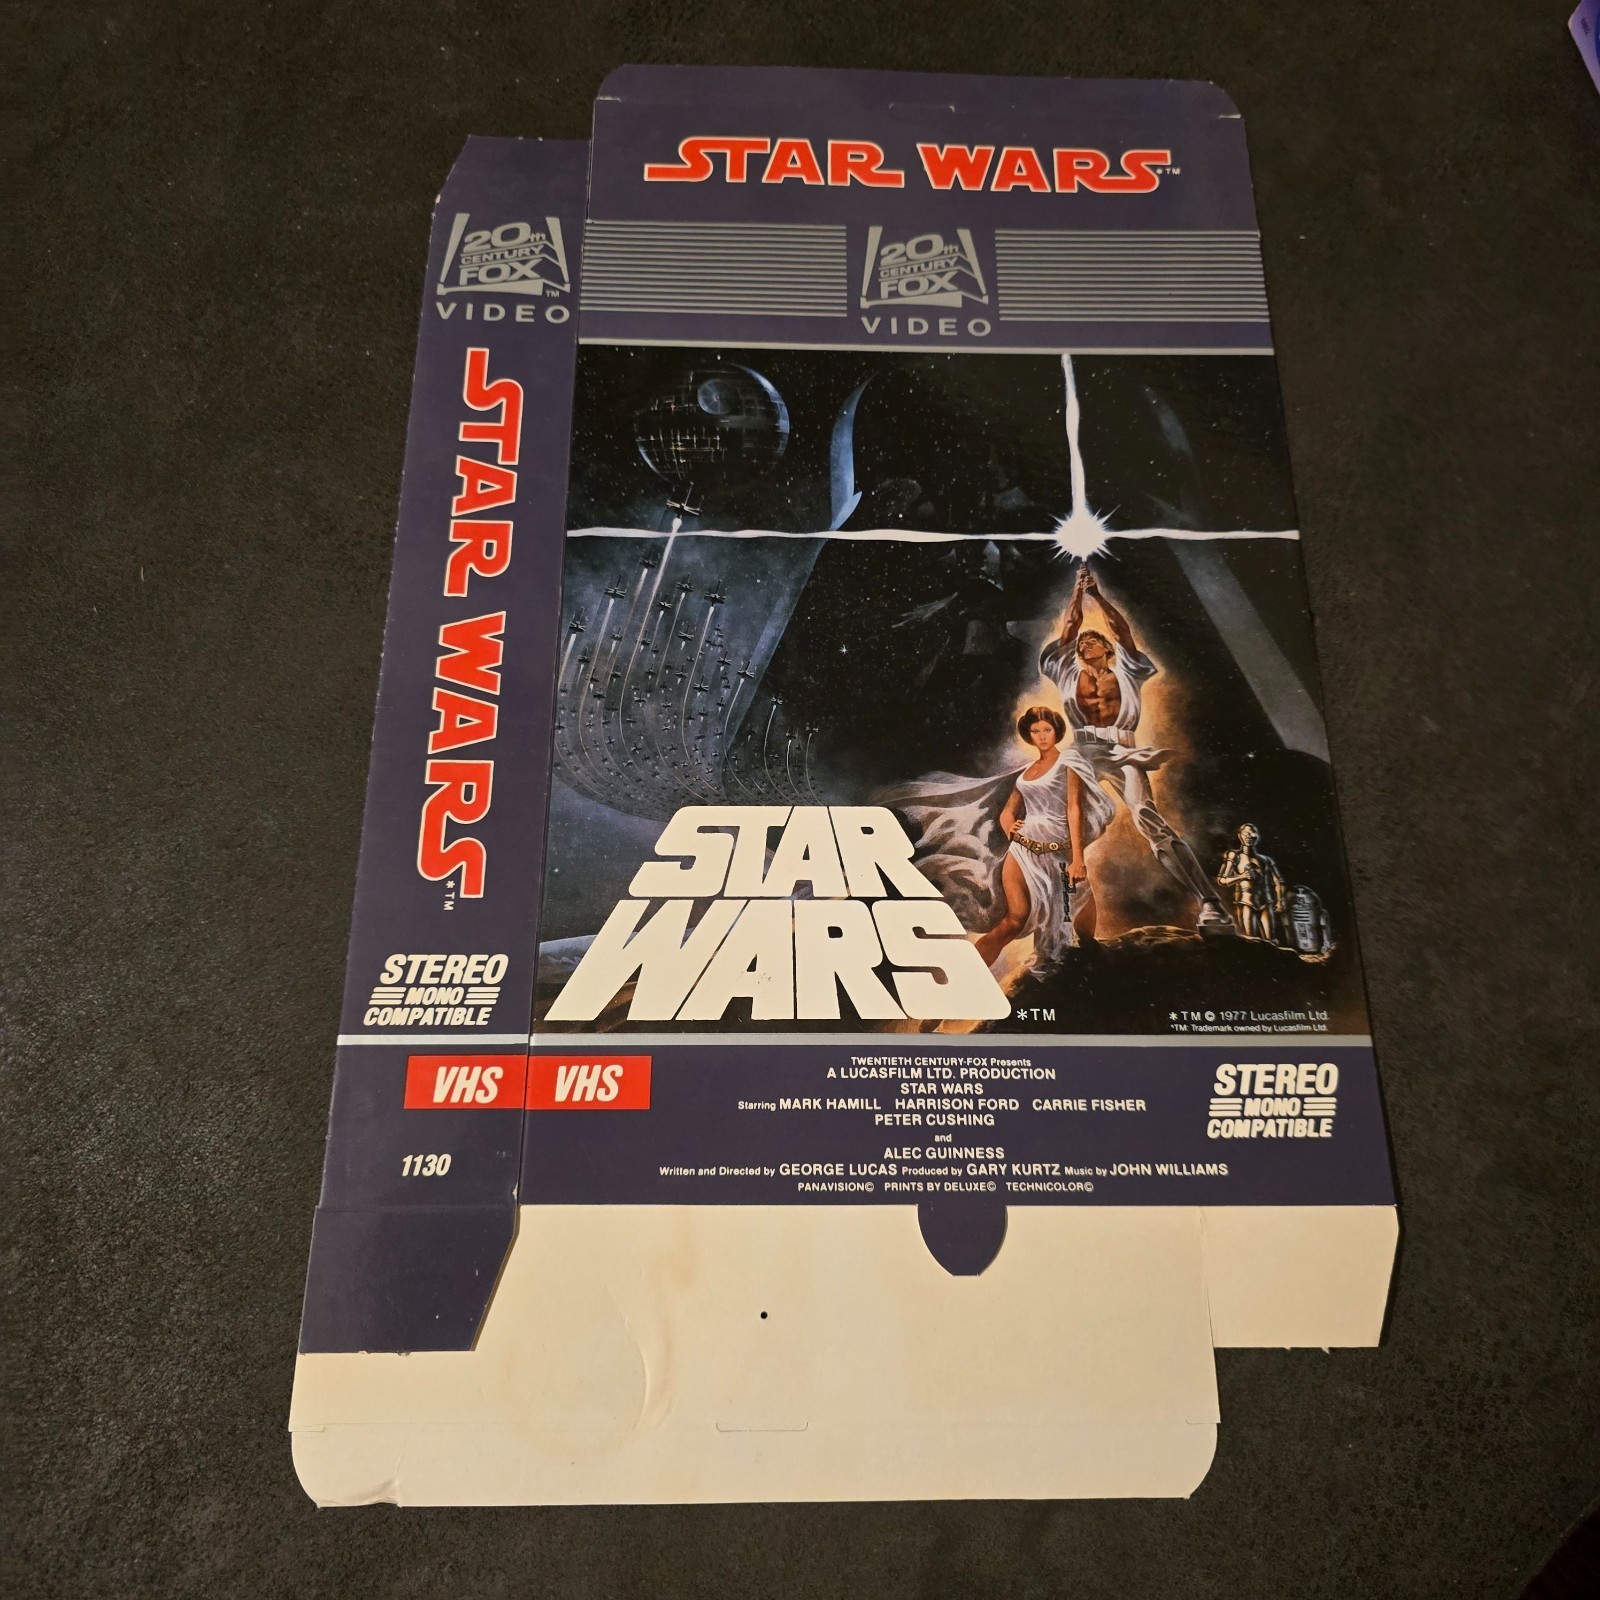 STAR WARS*™
20th
CENTURY
FOX
VIDEO
STAR
WARS
*TM
* TM © 1977 Lucasfilm Ltd.
*TM: Trademark owned by Lucasfilm Ltd.
VHS
TWENTIETH CENTURY-FOX Presents
A LUCASFILM LTD. PRODUCTION
STAR WARS
Starring MARK HAMILL HARRISON FORD CARRIE FISHER
PETER CUSHING
and
ALEC GUINNESS
Written and Directed by GEORGE LUCAS Produced by GARY KURTZ Music by JOHN WILLIAMS
PANAVISION© PRINTS BY DELUXE© TECHNICOLOR©
STEREO
MONO
COMPATIBLE
20th
CENTURY
FOX
TM
VIDEO
STAR WARS*™
STEREO
MONO
COMPATIBLE
VHS
1130